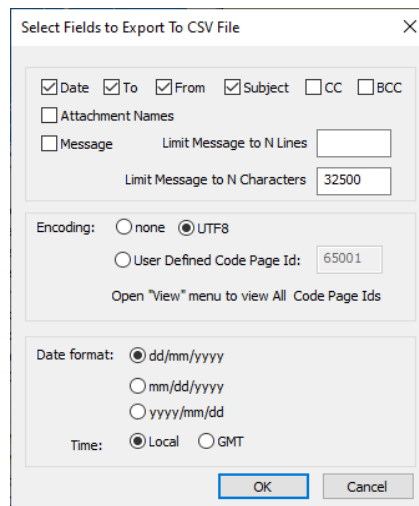 Select Fields to Export To CSV File
Date To From Subject CC BCC
Attachment Names
Message Limit Message to N Lines
Limit Message to N Characters 32500
Encoding: none UTF8
User Defined Code Page Id: 65001
Open "View" menu to view All Code Page Ids
Date format: dd/mm/yyyy
mm/dd/yyyy
yyyy/mm/dd
Time: Local GMT
OK Cancel